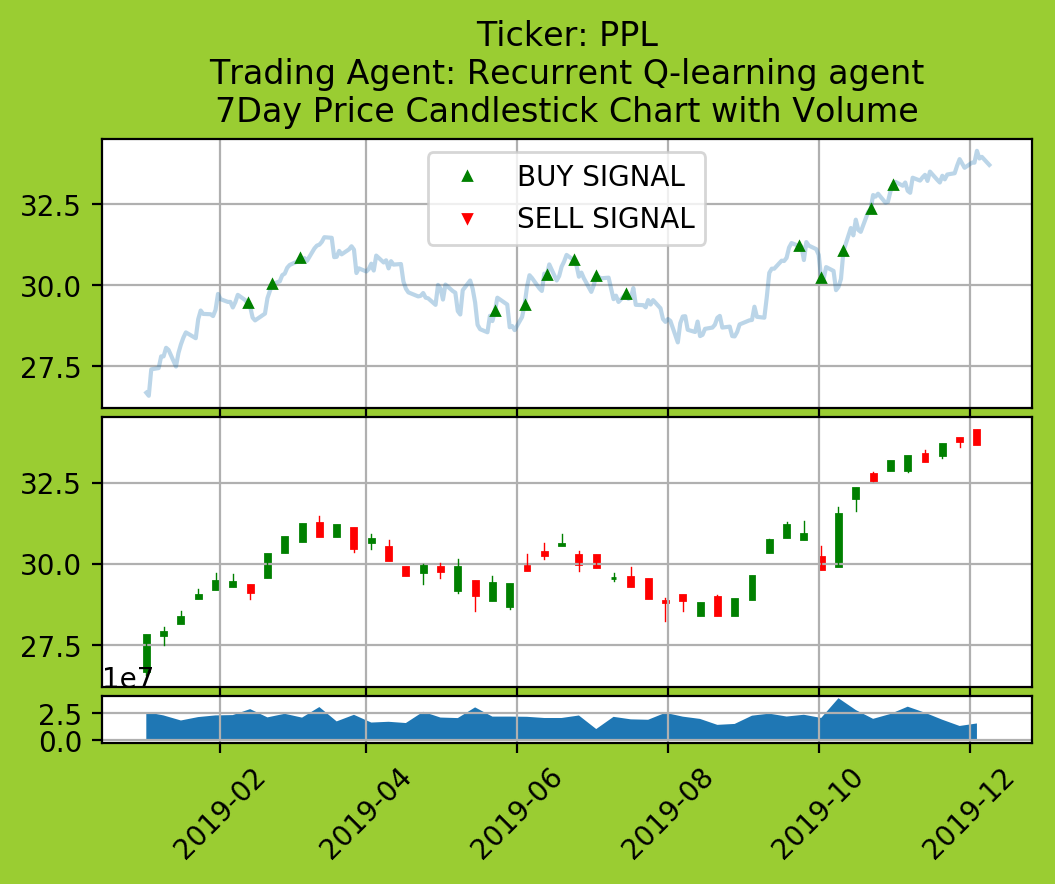 Ticker: PPL
Trading Agent: Recurrent Q-learning agent
7Day Price Candlestick Chart with Volume
BUY SIGNAL
SELL SIGNAL
32.5
30.0
27.5
32.5
30.0
27.5
1e7
2.5
0.0
2019-02
2019-04
2019-06
2019-08
2019-10
2019-12